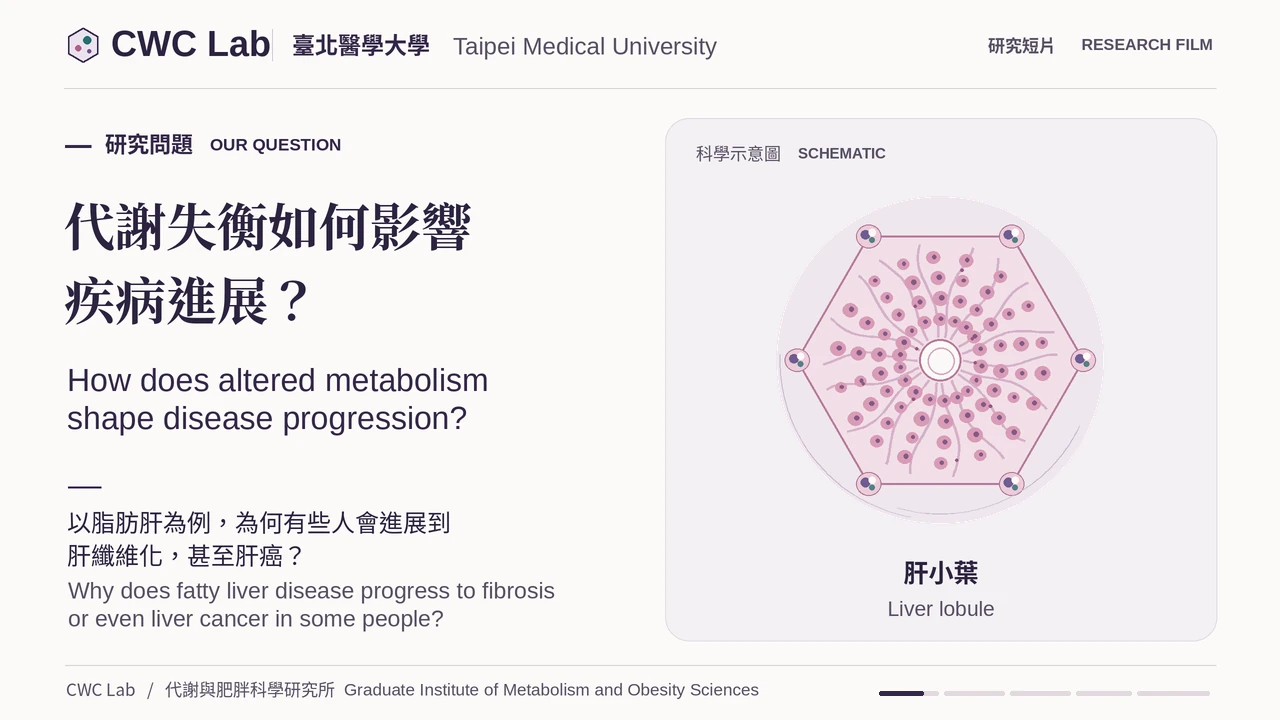 CWC Lab 臺北醫學大學 Taipei Medical University
研究短片 RESEARCH FILM
研究問題 OUR QUESTION
代謝失衡如何影響
疾病進展？
How does altered metabolism
shape disease progression?
以脂肪肝為例，為何有些人會進展到
肝纖維化，甚至肝癌？
Why does fatty liver disease progress to fibrosis
or even liver cancer in some people?
科學示意圖 SCHEMATIC
肝小葉
Liver lobule
CWC Lab / 代謝與肥胖科學研究所 Graduate Institute of Metabolism and Obesity Sciences